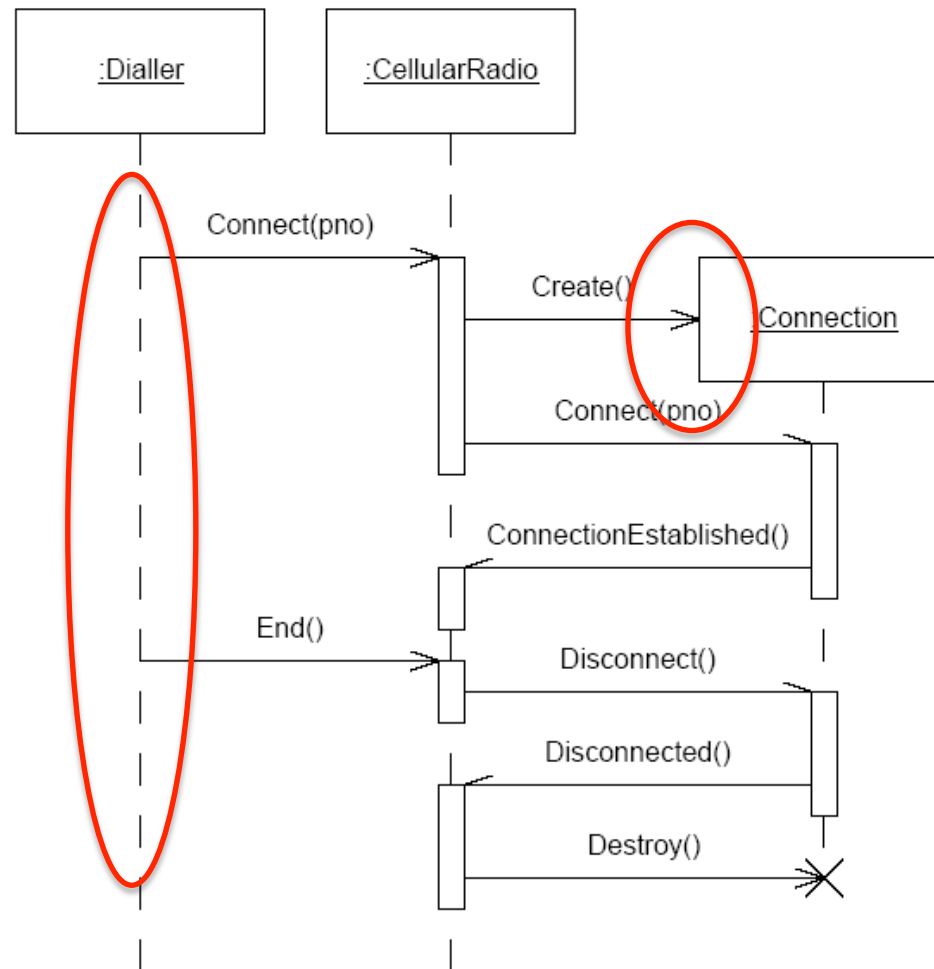 :Dialler
:CellularRadio
Connect(pno)
Create()
:Connection
Connect(pno)
ConnectionEstablished()
End()
Disconnect()
Disconnected()
Destroy()